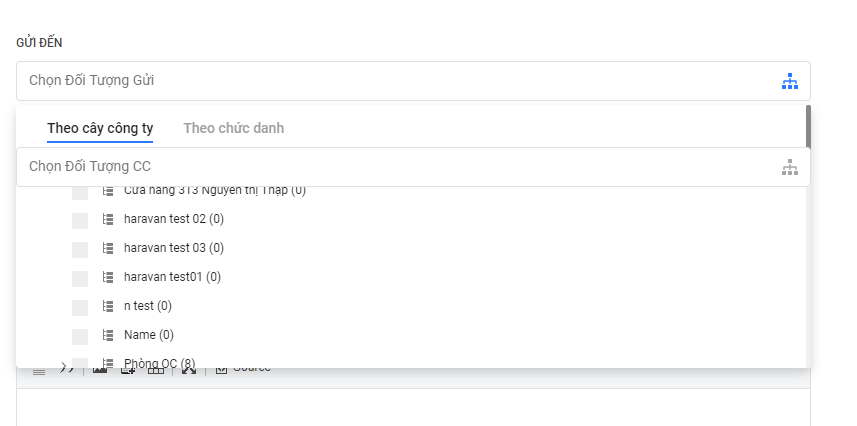 GỬI ĐẾN
Chọn Đối Tượng Gửi
Theo cây công ty Theo chức danh
Chọn Đối Tượng CC
Cửa hàng 313 Nguyễn thị Thập (0)
haravan test 02 (0)
haravan test 03 (0)
haravan test01 (0)
n test (0)
Name (0)
Phòng QC (8)
Source